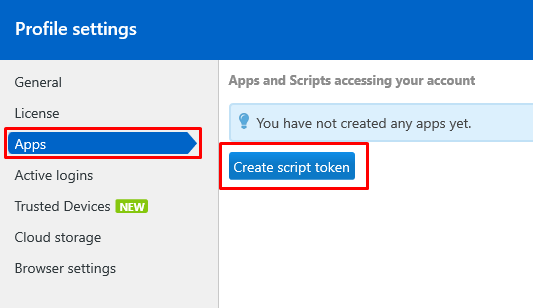 Profile settings
General
License
Apps
Active logins
Trusted Devices NEW
Cloud storage
Browser settings
Apps and Scripts accessing your account
You have not created any apps yet.
Create script token